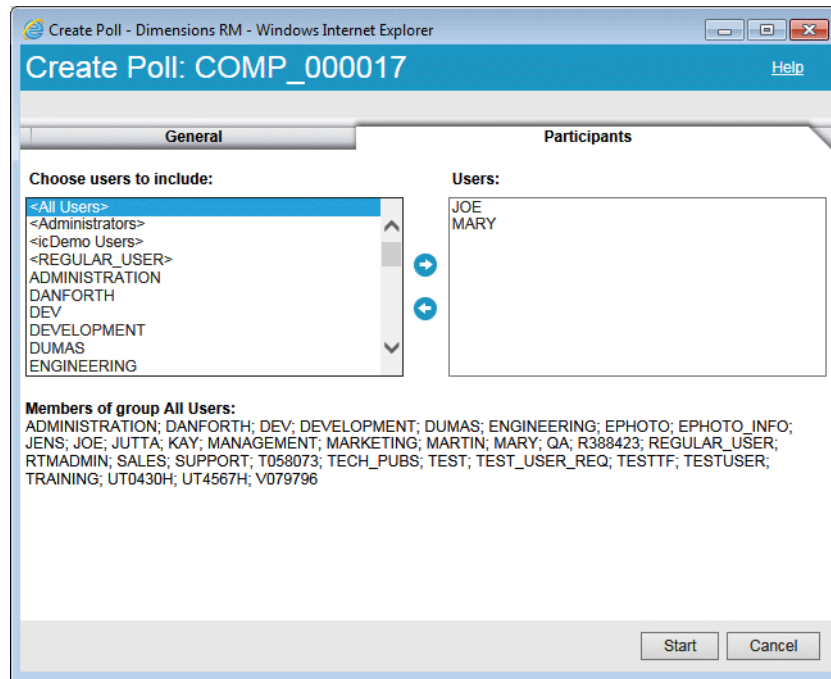 Create Poll - Dimensions RM - Windows Internet Explorer
Create Poll: COMP_000017
Help
General
Participants
Choose users to include:
<All Users>
<Administrators>
<icDemo Users>
<REGULAR_USER>
ADMINISTRATION
DANFORTH
DEV
DEVELOPMENT
DUMAS
ENGINEERING
Users:
JOE
MARY
Members of group All Users:
ADMINISTRATION; DANFORTH; DEV; DEVELOPMENT; DUMAS; ENGINEERING; EPHOTO; EPHOTO_INFO;
JENS; JOE; JUTTA; KAY; MANAGEMENT; MARKETING; MARTIN; MARY; QA; R388423; REGULAR_USER;
RTMADMIN; SALES; SUPPORT; T058073; TECH_PUBS; TEST; TEST_USER_REQ; TESTTF; TESTUSER;
TRAINING; UT0430H; UT4567H; V079796
Start
Cancel